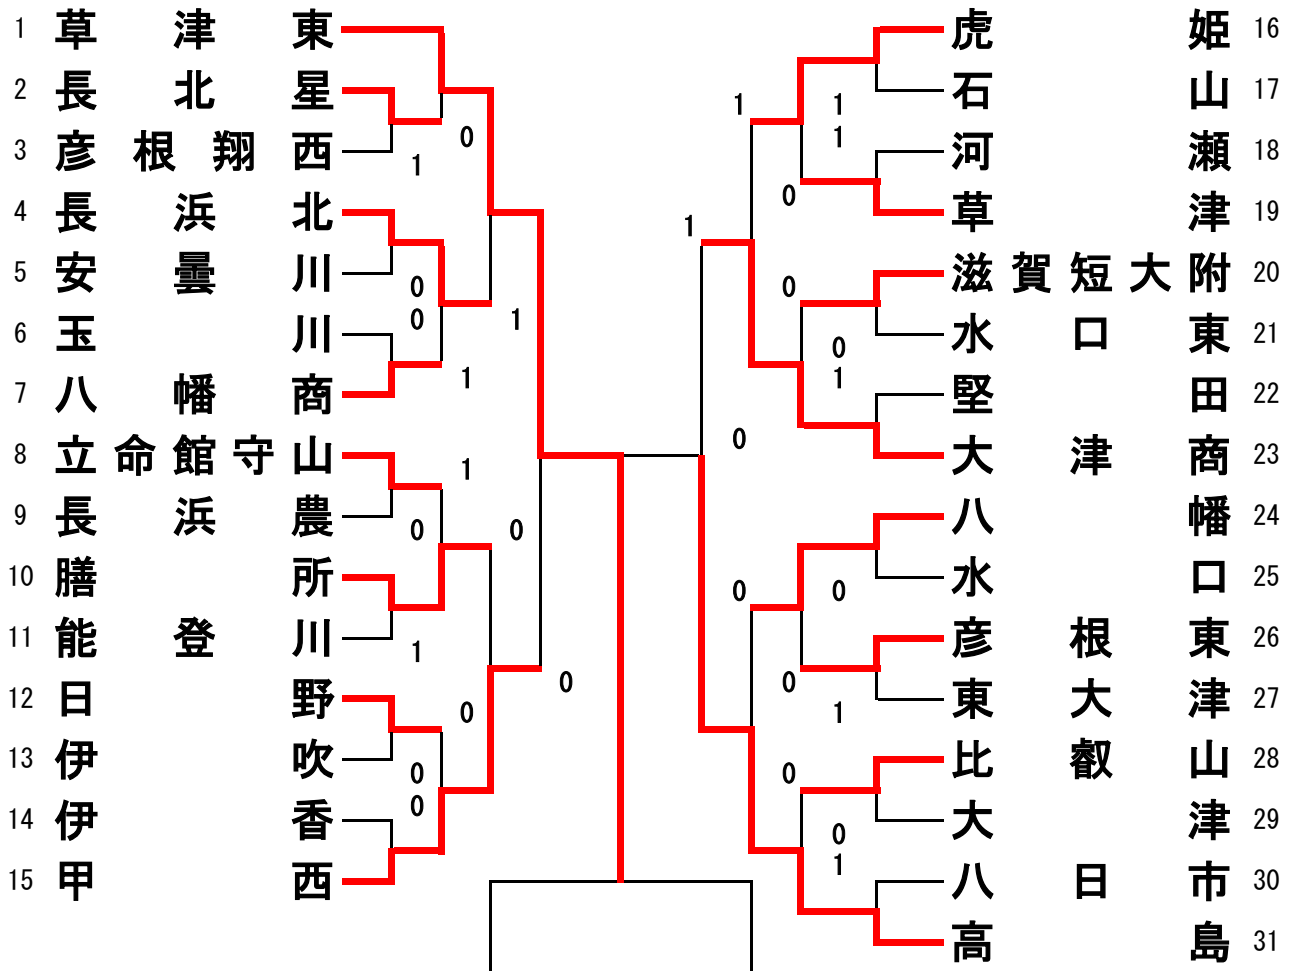 1 草津東
2 長北星
3 彦根翔西
4 長浜北
5 安曇川
6 玉川
7 八幡商
8 立命館守山
9 長浜農
10 膳所
11 能登川
12 日野
13 伊吹
14 伊香
15 甲西
0
1
0
0
1
1
1
0
0
1
0
0
0
0
1
1
1
0
1
0
0
1
0
0
0
0
1
0
0
1
虎姫 16
石山 17
河瀬 18
草津 19
滋賀短大附 20
水口東 21
堅田 22
大津商 23
八幡 24
水口 25
彦根東 26
東大津 27
比叡山 28
大津 29
八日市 30
高島 31